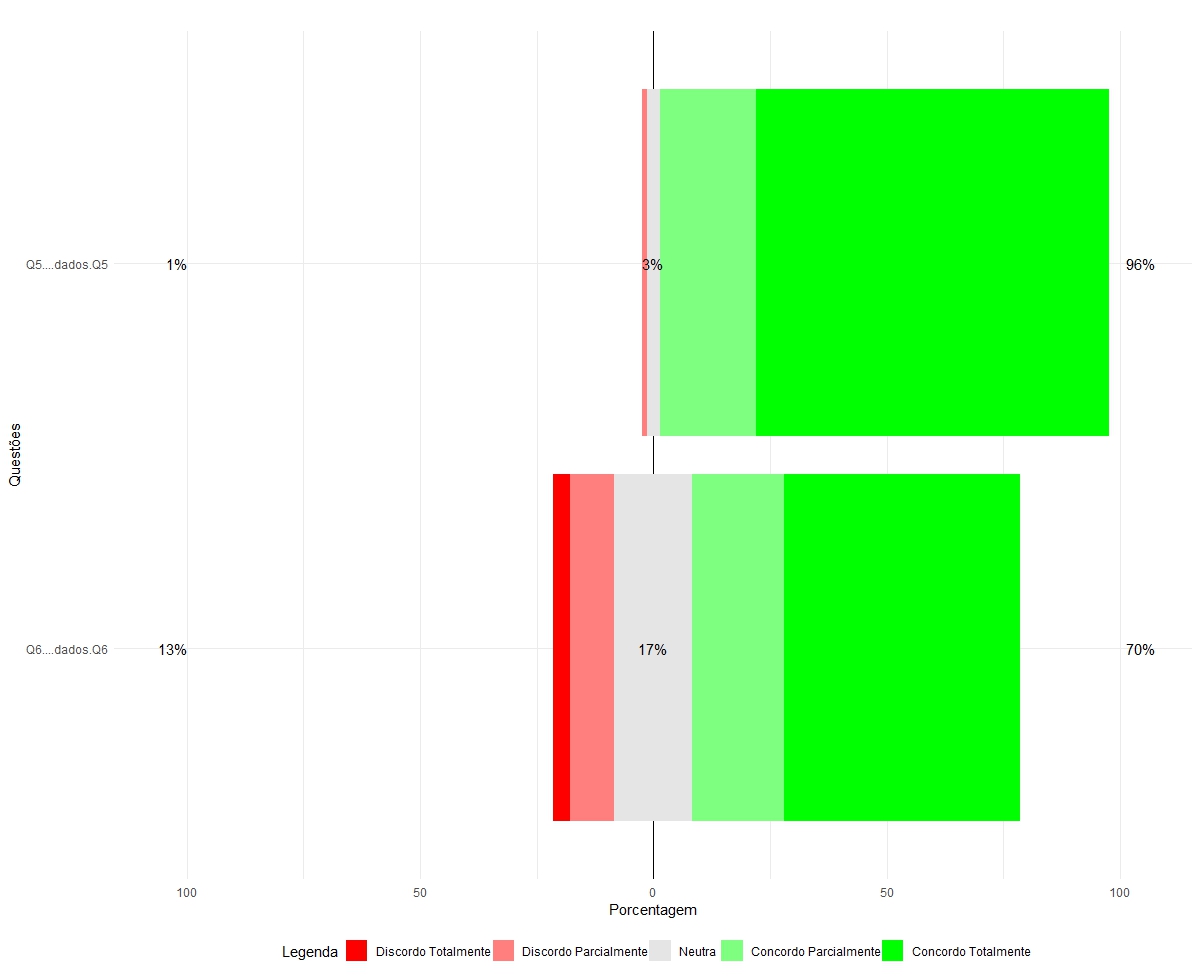 Q5....dados.Q5
1%
3%
96%
Questões
Q6....dados.Q6
13%
17%
70%
100
50
0
50
100
Porcentagem
Legenda Discordo Totalmente Discordo Parcialmente Neutra Concordo Parcialmente Concordo Totalmente